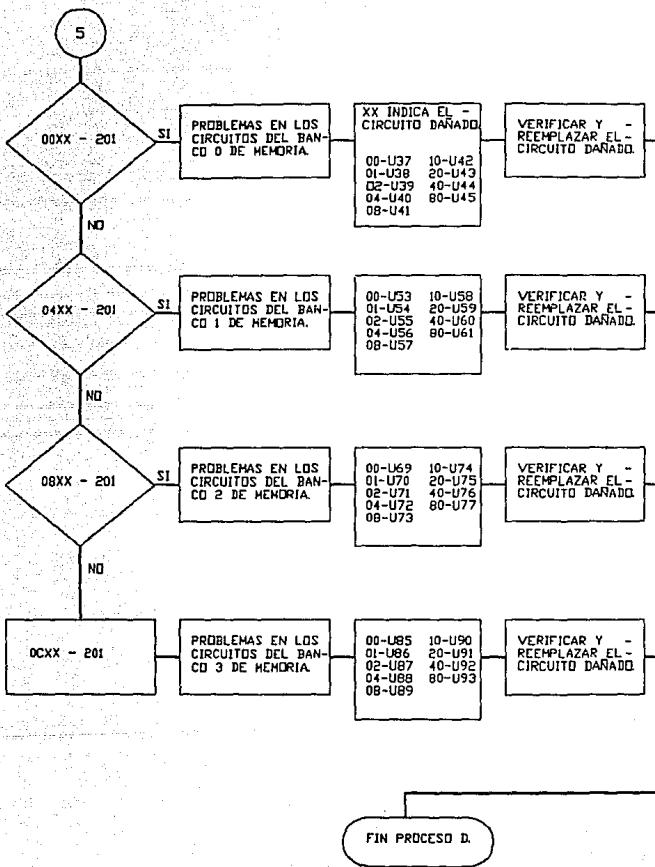 5
00XX - 201
SI
PROBLEMAS EN LOS
CIRCUITOS DEL BAN-
CO 0 DE MEMORIA.
XX INDICA EL -
CIRCUITO DAÑADO.
00-U37 10-U42
01-U38 20-U43
02-U39 40-U44
04-U40 80-U45
08-U41
VERIFICAR Y -
REEMPLAZAR EL -
CIRCUITO DAÑADO.
NO
04XX - 201
SI
PROBLEMAS EN LOS
CIRCUITOS DEL BAN-
CO 1 DE MEMORIA.
00-U53 10-U58
01-U54 20-U59
02-U55 40-U60
04-U56 80-U61
08-U57
VERIFICAR Y -
REEMPLAZAR EL -
CIRCUITO DAÑADO.
NO
08XX - 201
SI
PROBLEMAS EN LOS
CIRCUITOS DEL BAN-
CO 2 DE MEMORIA.
00-U69 10-U74
01-U70 20-U75
02-U71 40-U76
04-U72 80-U77
08-U73
VERIFICAR Y -
REEMPLAZAR EL -
CIRCUITO DAÑADO.
NO
0CXX - 201
PROBLEMAS EN LOS
CIRCUITOS DEL BAN-
CO 3 DE MEMORIA.
00-U85 10-U90
01-U86 20-U91
02-U87 40-U92
04-U88 80-U93
08-U89
VERIFICAR Y -
REEMPLAZAR EL -
CIRCUITO DAÑADO.
FIN PROCESO D.